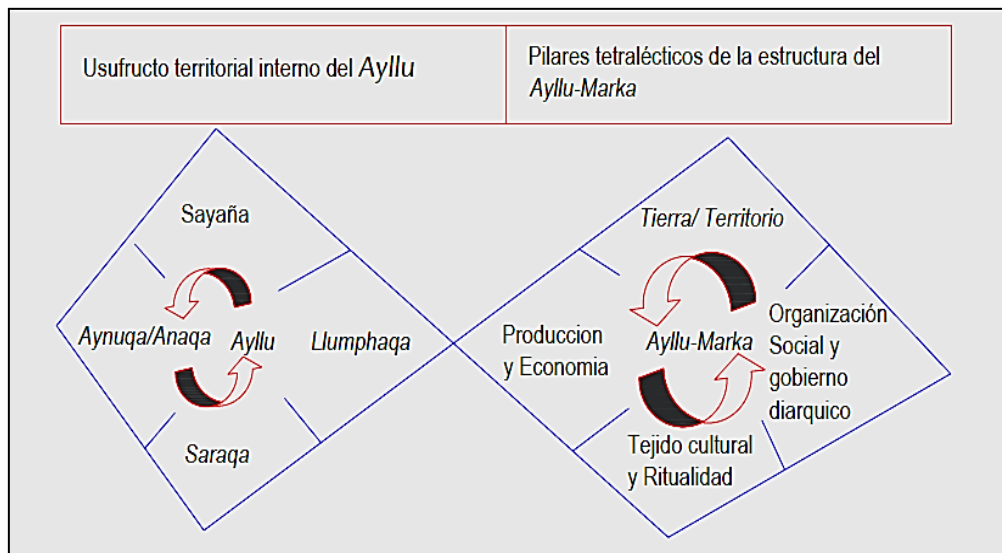 Usufructo territorial interno del Ayllu
Pilares tetralécticos de la estructura del
Ayllu-Marka
Sayaña
Aynuqa/Anaqa
Ayllu
Llumphaqa
Saraqa
Tierra/ Territorio
Produccion
y Economia
Ayllu-Marka
Organización
Social y
gobierno
diarquico
Tejido cultural
y Ritualidad